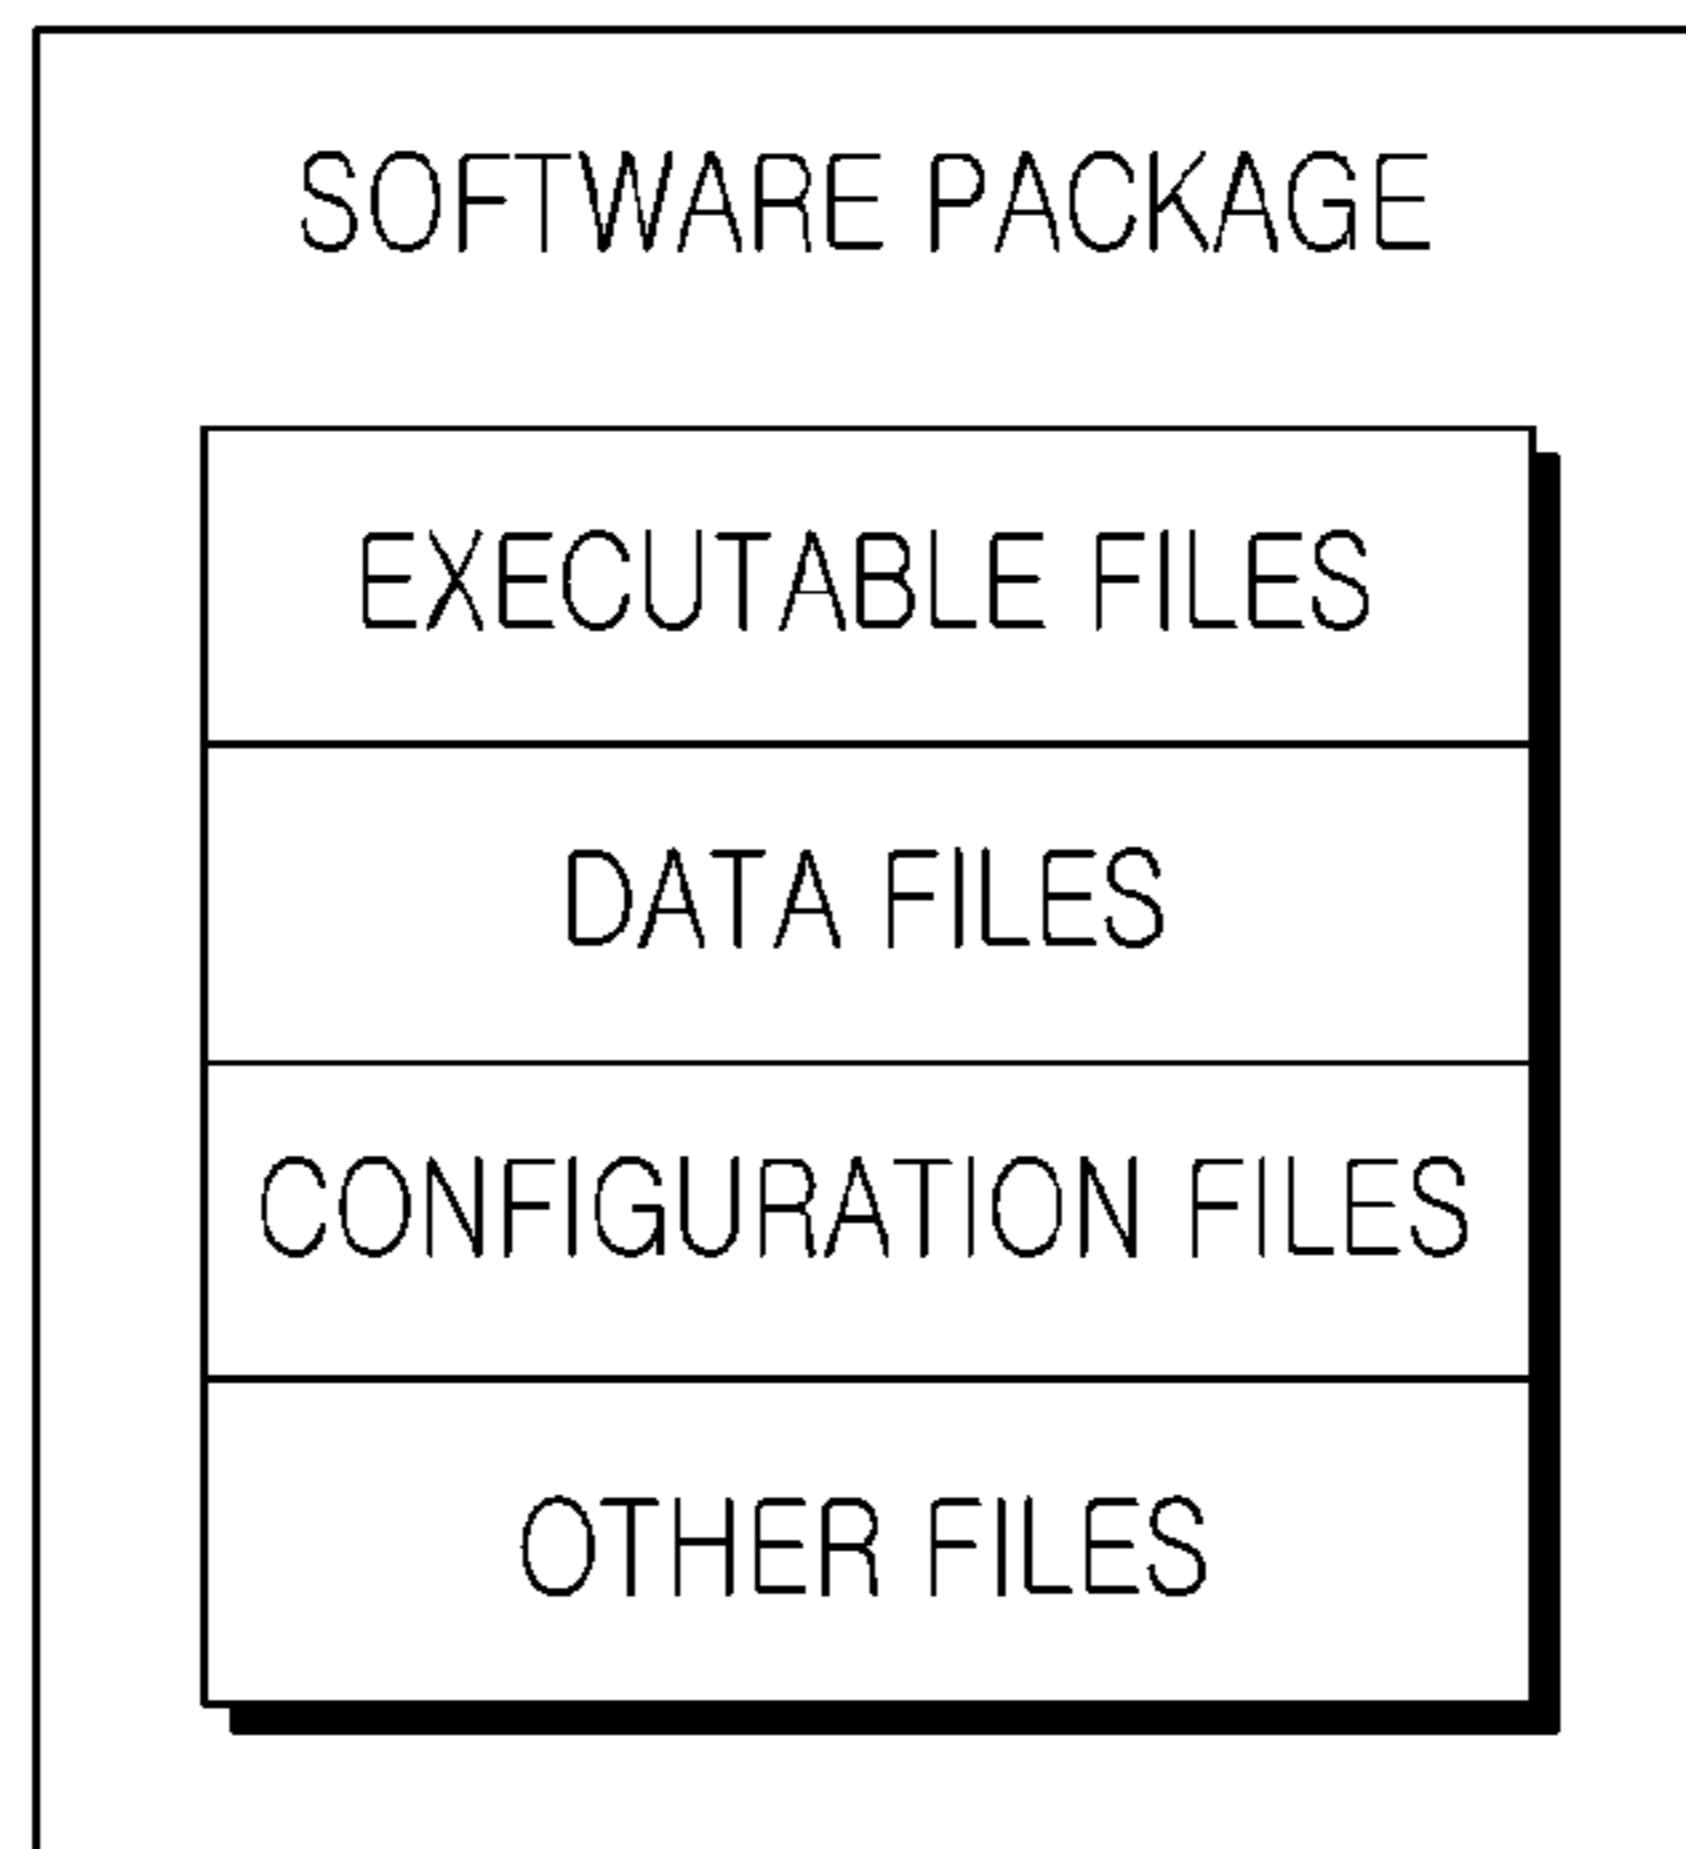 SOFTWARE PACKAGE
EXECUTABLE FILES
DATA FILES
CONFIGURATION FILES
OTHER FILES